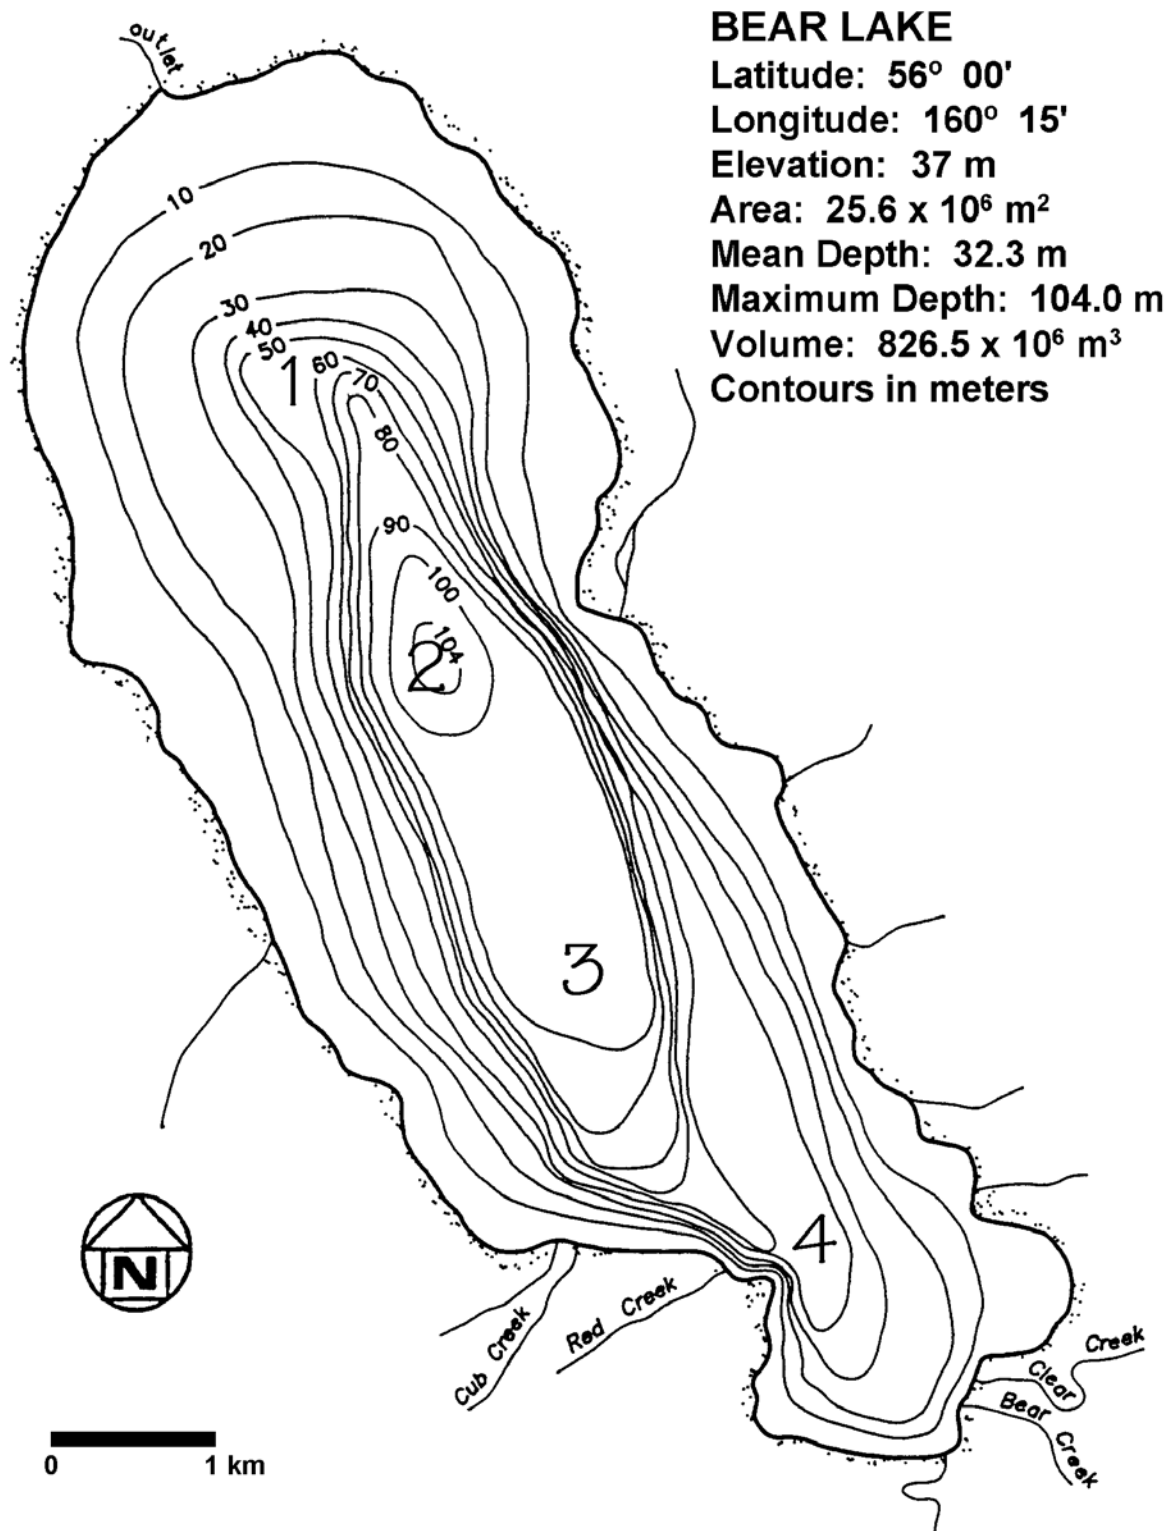 BEAR LAKE
Latitude: 56º 00'
Longitude: 160º 15'
Elevation: 37 m
Area: 25.6 x 10⁶ m²
Mean Depth: 32.3 m
Maximum Depth: 104.0 m
Volume: 826.5 x 10⁶ m³
Contours in meters
outlet
10
20
30
40
50
60
70
1
80
90
100
104
2
3
4
N
Cub Creek
Red Creek
Clear Creek
Bear Creek
0 1 km